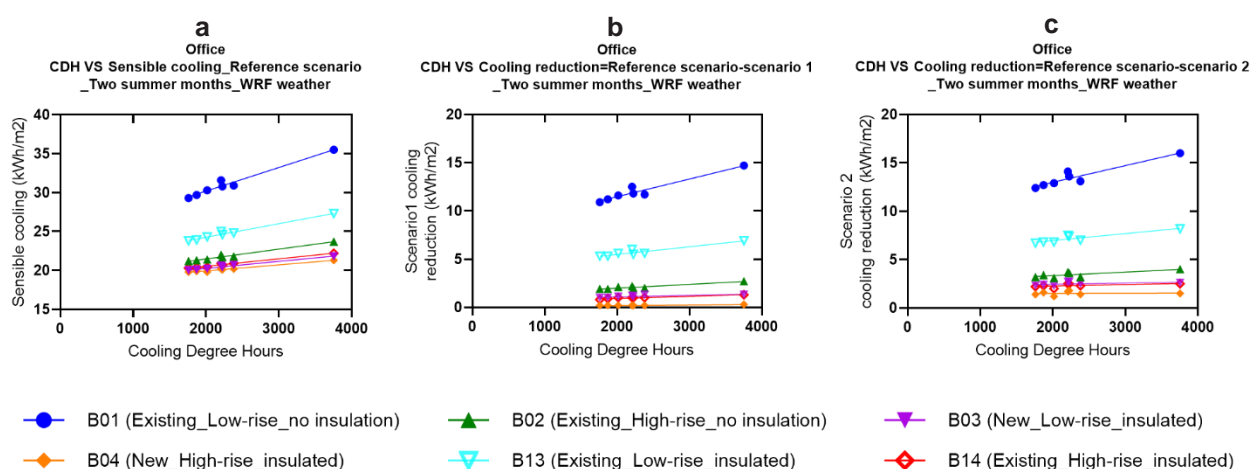 a
Office
CDH VS Sensible cooling_Reference scenario
_Two summer months_WRF weather
Sensible cooling (kWh/m2)
40
35
30
25
20
15
0 1000 2000 3000 4000
Cooling Degree Hours
b
Office
CDH VS Cooling reduction=Reference scenario-scenario 1
_Two summer months_WRF weather
Scenario1 cooling
reduction (kWh/m2)
20
15
10
5
0
0 1000 2000 3000 4000
Cooling Degree Hours
c
Office
CDH VS Cooling reduction=Reference scenario-scenario 2
_Two summer months_WRF weather
Scenario 2
cooling reduction (kWh/m2)
20
15
10
5
0
0 1000 2000 3000 4000
Cooling Degree Hours
B01 (Existing_Low-rise_no insulation)
B02 (Existing_High-rise_no insulation)
B03 (New_Low-rise_insulated)
B04 (New_High-rise_insulated)
B13 (Existing_Low-rise_insulated)
B14 (Existing_High-rise_insulated)